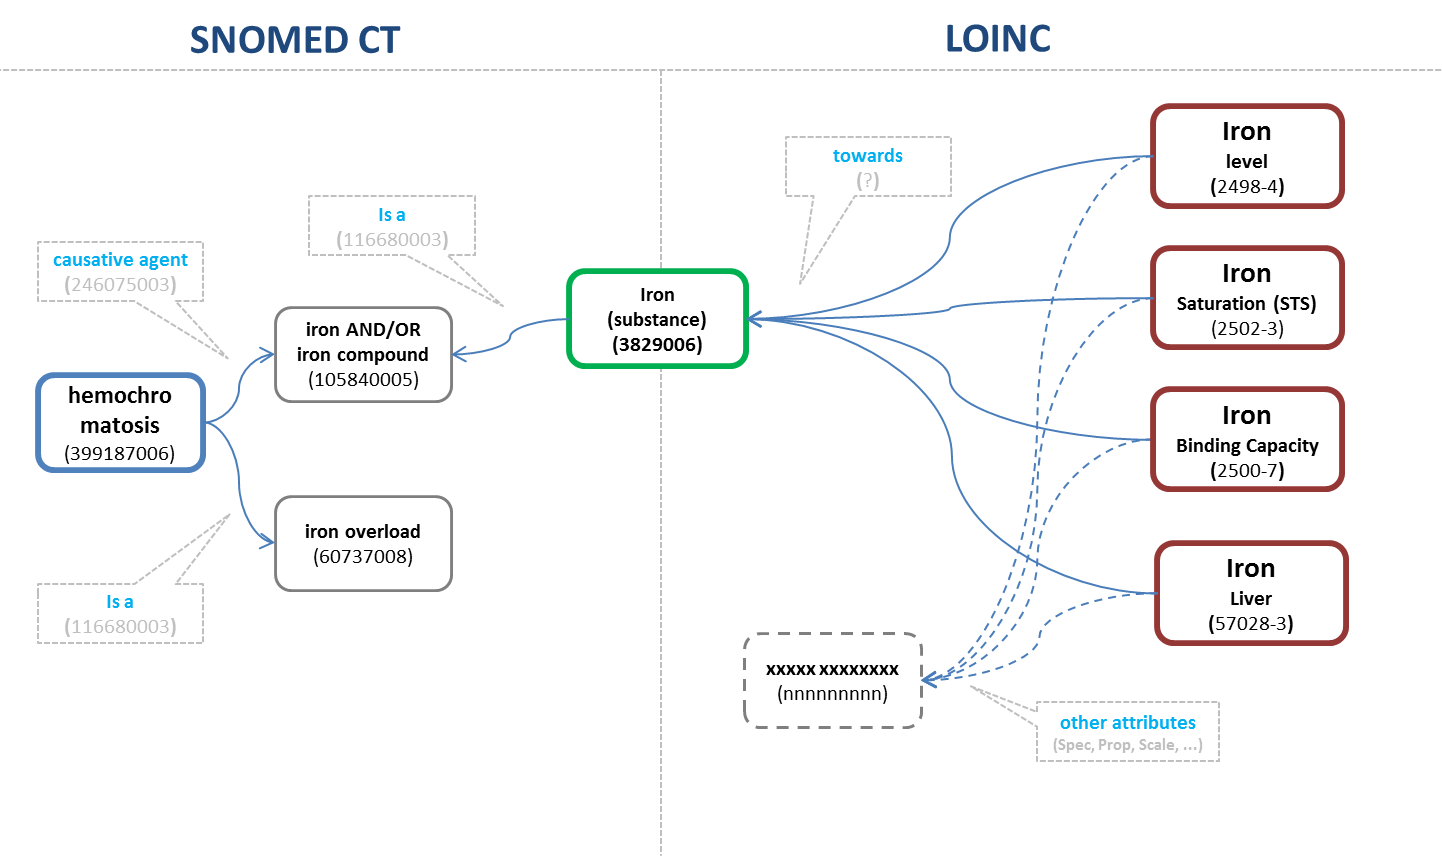 SNOMED CT
LOINC
causative agent
(246075003)
Is a
(116680003)
hemochro
matosis
(399187006)
iron AND/OR
iron compound
(105840005)
iron overload
(60737008)
Is a
(116680003)
Iron
(substance)
(3829006)
towards
(?)
Iron
level
(2498-4)
Iron
Saturation (STS)
(2502-3)
Iron
Binding Capacity
(2500-7)
Iron
Liver
(57028-3)
xxxxx xxxxxxxx
(nnnnnnnnn)
other attributes
(Spec, Prop, Scale, ...)